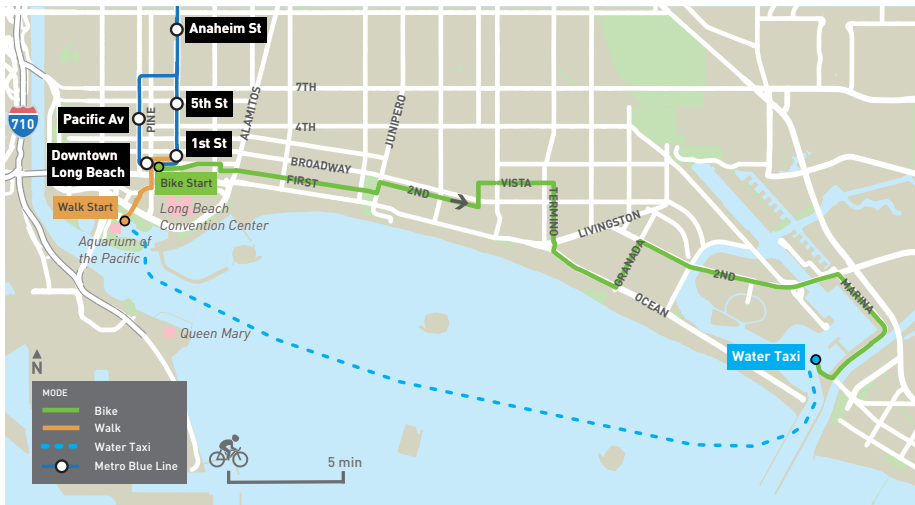 Anaheim St
7TH
ALAMITOS
JUNIPERO
5th St
710
Pacific Av
PINE
4TH
1st St
Downtown
Long Beach
BROADWAY
Bike Start
FIRST
2ND
VISTA
TERMINO
Walk Start
Long Beach
Convention Center
LIVINGSTON
Aquarium of
the Pacific
GRANADA
2ND
MARINA
OCEAN
Queen Mary
Water Taxi
N
MODE
Bike
Walk
Water Taxi
Metro Blue Line
5 min